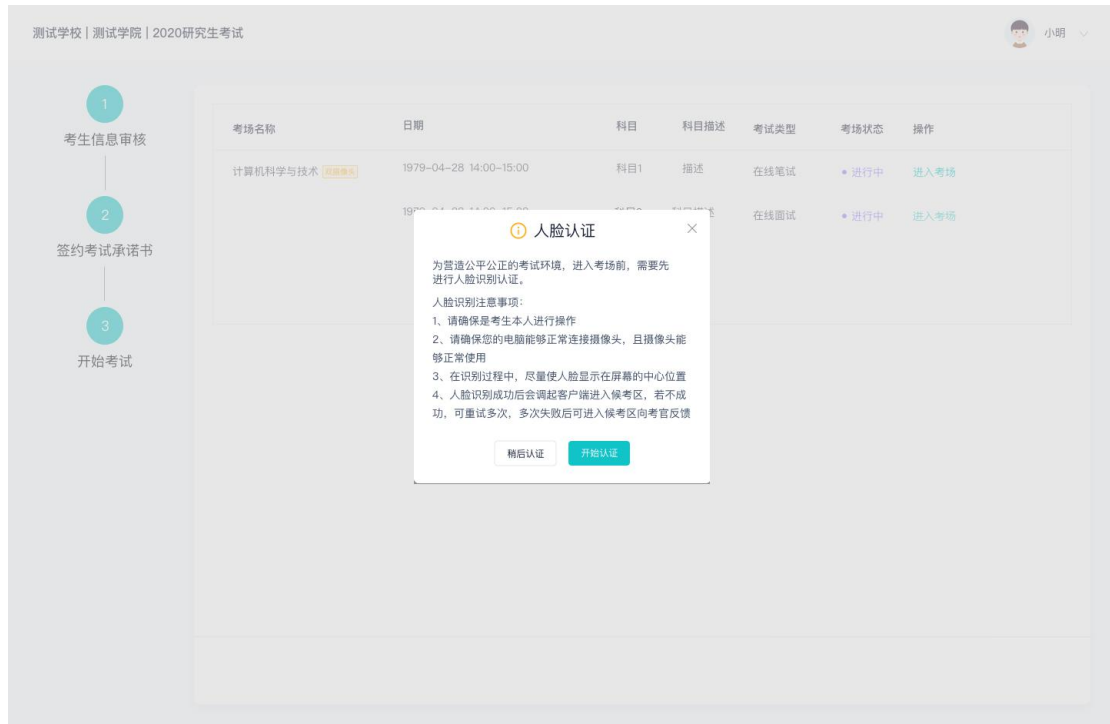 测试学校 | 测试学院 | 2020研究生考试
小明
1
考生信息审核
2
签约考试承诺书
3
开始考试
考场名称 日期 科目 科目描述 考试类型 考场状态 操作
计算机科学与技术 双摄像头 1979-04-28 14:00-15:00 科目1 描述 在线笔试 进行中 进入考场
在线面试 进行中 进入考场
人脸认证
为营造公平公正的考试环境，进入考场前，需要先
进行人脸识别认证。
人脸识别注意事项：
1、请确保是考生本人进行操作
2、请确保您的电脑能够正常连接摄像头，且摄像头能
够正常使用
3、在识别过程中，尽量使人脸显示在屏幕的中心位置
4、人脸识别成功后会调起客户端进入候考区，若不成
功，可重试多次，多次失败后可进入候考区向考官反馈
稍后认证 开始认证